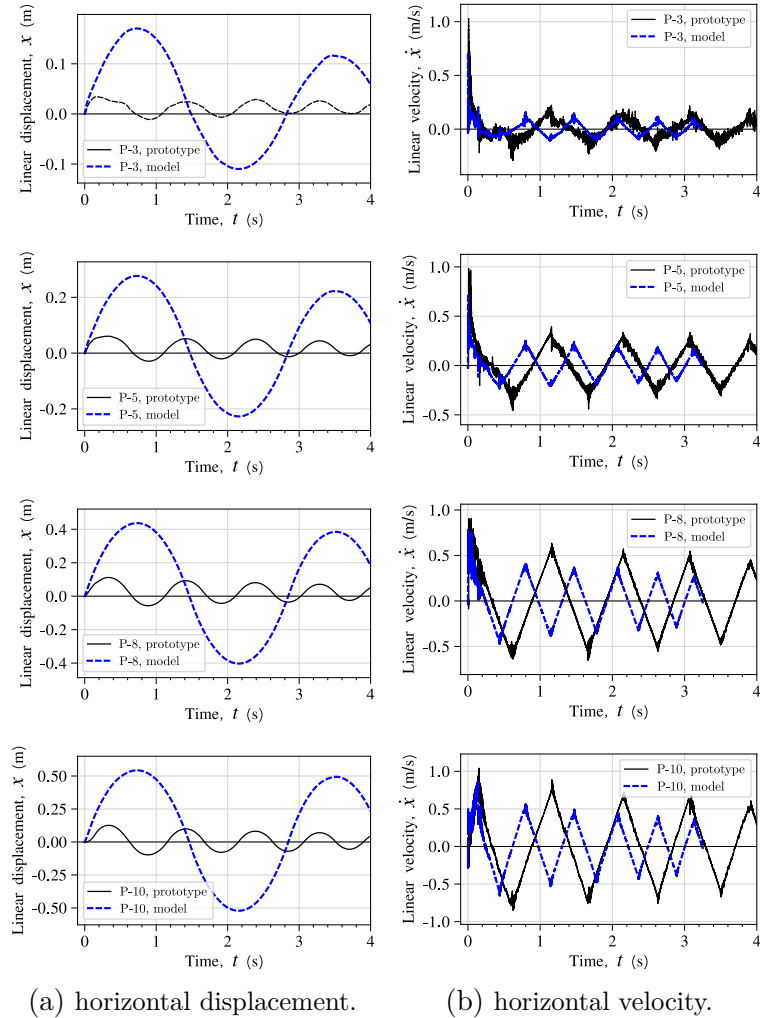 Linear displacement, x (m)
0.1
0.0
-0.1
P-3, prototype
P-3, model
0 1 2 3 4
Time, t (s)
Linear velocity, ẋ (m/s)
1.0
0.5
0.0
P-3, prototype
P-3, model
0 1 2 3 4
Time, t (s)
Linear displacement, x (m)
0.2
0.0
-0.2
P-5, prototype
P-5, model
0 1 2 3 4
Time, t (s)
Linear velocity, ẋ (m/s)
1.0
0.5
0.0
-0.5
P-5, prototype
P-5, model
0 1 2 3 4
Time, t (s)
Linear displacement, x (m)
0.4
0.2
0.0
-0.2
-0.4
P-8, prototype
P-8, model
0 1 2 3 4
Time, t (s)
Linear velocity, ẋ (m/s)
1.0
0.5
0.0
-0.5
P-8, prototype
P-8, model
0 1 2 3 4
Time, t (s)
Linear displacement, x (m)
0.50
0.25
0.00
-0.25
-0.50
P-10, prototype
P-10, model
0 1 2 3 4
Time, t (s)
Linear velocity, ẋ (m/s)
1.0
0.5
0.0
-0.5
-1.0
P-10, prototype
P-10, model
0 1 2 3 4
Time, t (s)
(a) horizontal displacement.
(b) horizontal velocity.